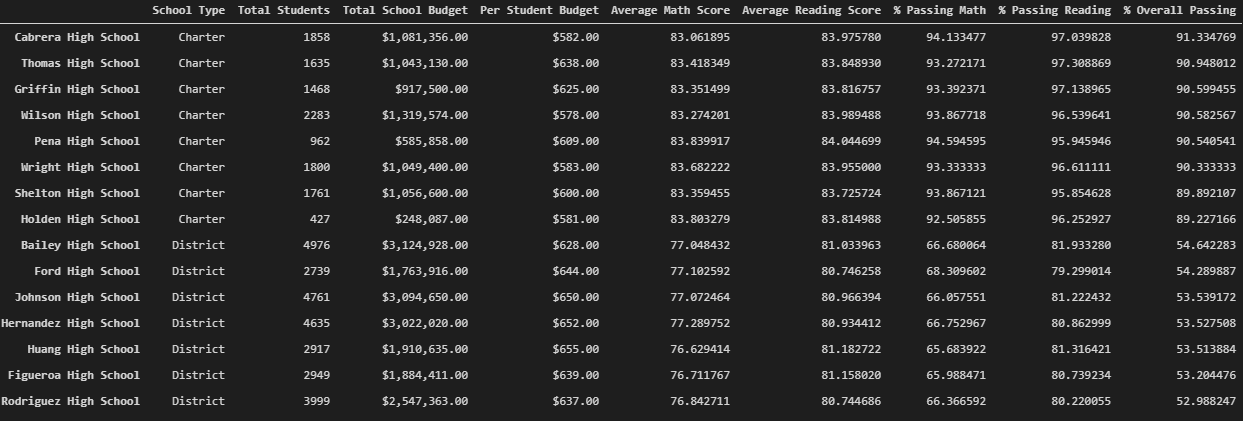 School Type Total Students Total School Budget Per Student Budget Average Math Score Average Reading Score % Passing Math % Passing Reading % Overall Passing
Cabrera High School Charter 1858 $1,081,356.00 $582.00 83.061895 83.975780 94.133477 97.039828 91.334769
Thomas High School Charter 1635 $1,043,130.00 $638.00 83.418349 83.848930 93.272171 97.308869 90.948012
Griffin High School Charter 1468 $917,500.00 $625.00 83.351499 83.816757 93.392371 97.138965 90.599455
Wilson High School Charter 2283 $1,319,574.00 $578.00 83.274201 83.989488 93.867718 96.539641 90.582567
Pena High School Charter 962 $585,858.00 $609.00 83.839917 84.044699 94.594595 95.945946 90.540541
Wright High School Charter 1800 $1,049,400.00 $583.00 83.682222 83.955000 93.333333 96.611111 90.333333
Shelton High School Charter 1761 $1,056,600.00 $600.00 83.359455 83.725724 93.867121 95.854628 89.892107
Holden High School Charter 427 $248,087.00 $581.00 83.803279 83.814988 92.505855 96.252927 89.227166
Bailey High School District 4976 $3,124,928.00 $628.00 77.048432 81.033963 66.680064 81.933280 54.642283
Ford High School District 2739 $1,763,916.00 $644.00 77.102592 80.746258 68.309602 79.299014 54.289887
Johnson High School District 4761 $3,094,650.00 $650.00 77.072464 80.966394 66.057551 81.222432 53.539172
Hernandez High School District 4635 $3,022,020.00 $652.00 77.289752 80.934412 66.752967 80.862999 53.527508
Huang High School District 2917 $1,910,635.00 $655.00 76.629414 81.182722 65.683922 81.316421 53.513884
Figueroa High School District 2949 $1,884,411.00 $639.00 76.711767 81.158020 65.988471 80.739234 53.204476
Rodriguez High School District 3999 $2,547,363.00 $637.00 76.842711 80.744686 66.366592 80.220055 52.988247